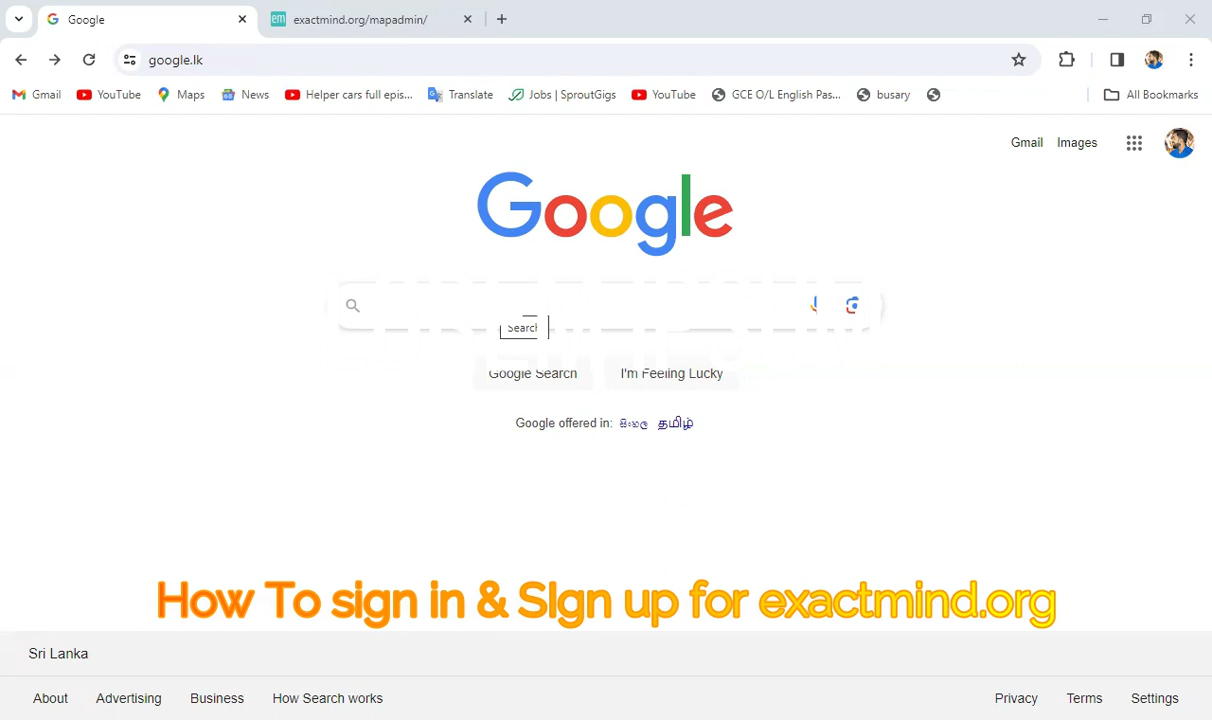 Google
exactmind.org/mapadmin/
google.lk
Gmail YouTube Maps News Helper cars full epis... Translate Jobs | SproutGigs YouTube GCE O/L English Pas... busary All Bookmarks
Gmail Images
Google
Search
Google Search I'm Feeling Lucky
Google offered in: සිංහල தமிழ்
How To sign in & SIgn up for exactmind.org
Sri Lanka
About Advertising Business How Search works Privacy Terms Settings